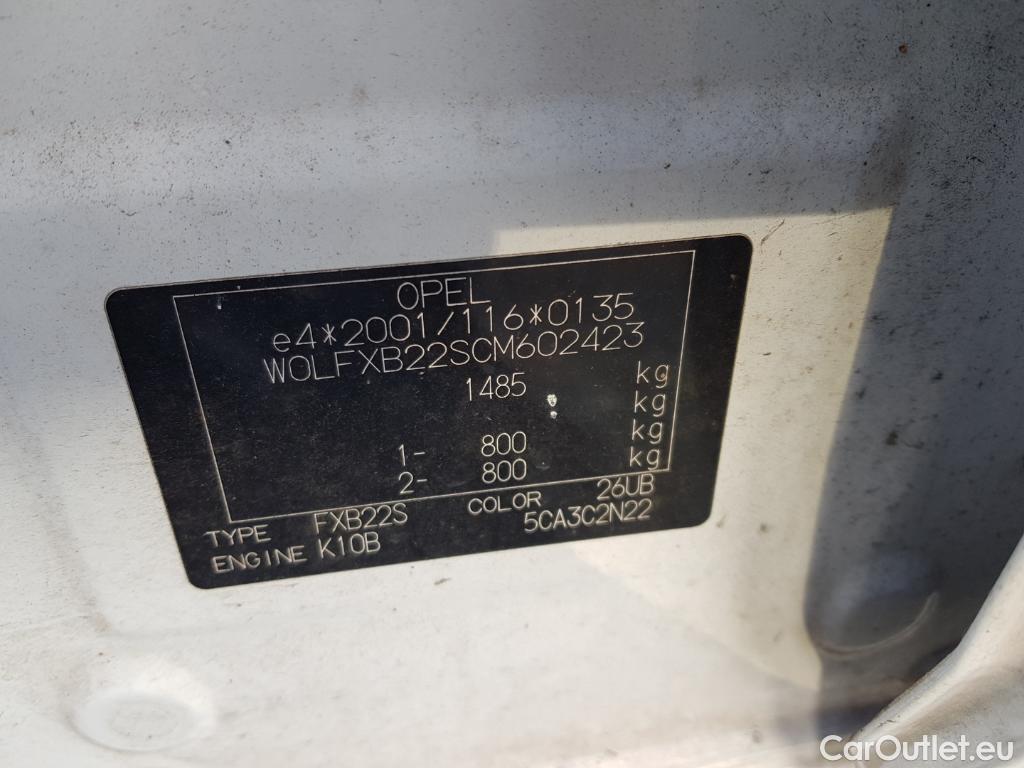 OPEL
e4*2001/116*0135
W0LFXB22SCM602423
1485 kg
kg
1- 800 kg
2- 800 kg
TYPE FXB22S COLOR 26UB
ENGINE K10B 5CA3C2N22
CarOutlet.eu